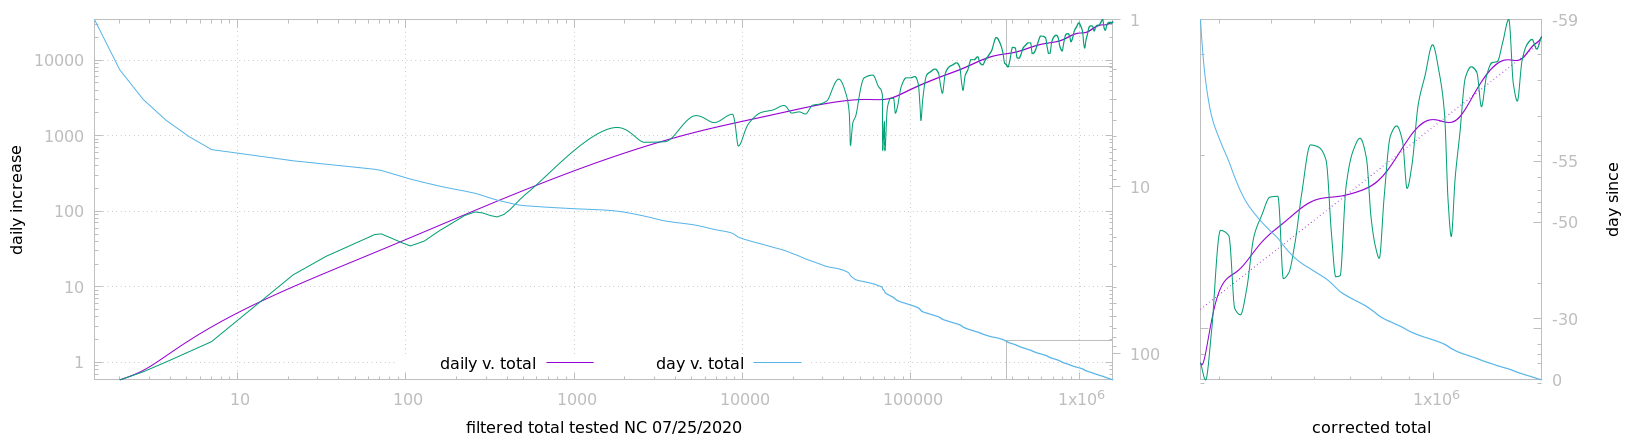 daily increase
10000
1000
100
10
1
10
100
1000
10000
100000
1x10^6
filtered total tested NC 07/25/2020
daily v. total
day v. total
1
10
100
1x10^6
corrected total
-59
-55
-50
-30
0
day since